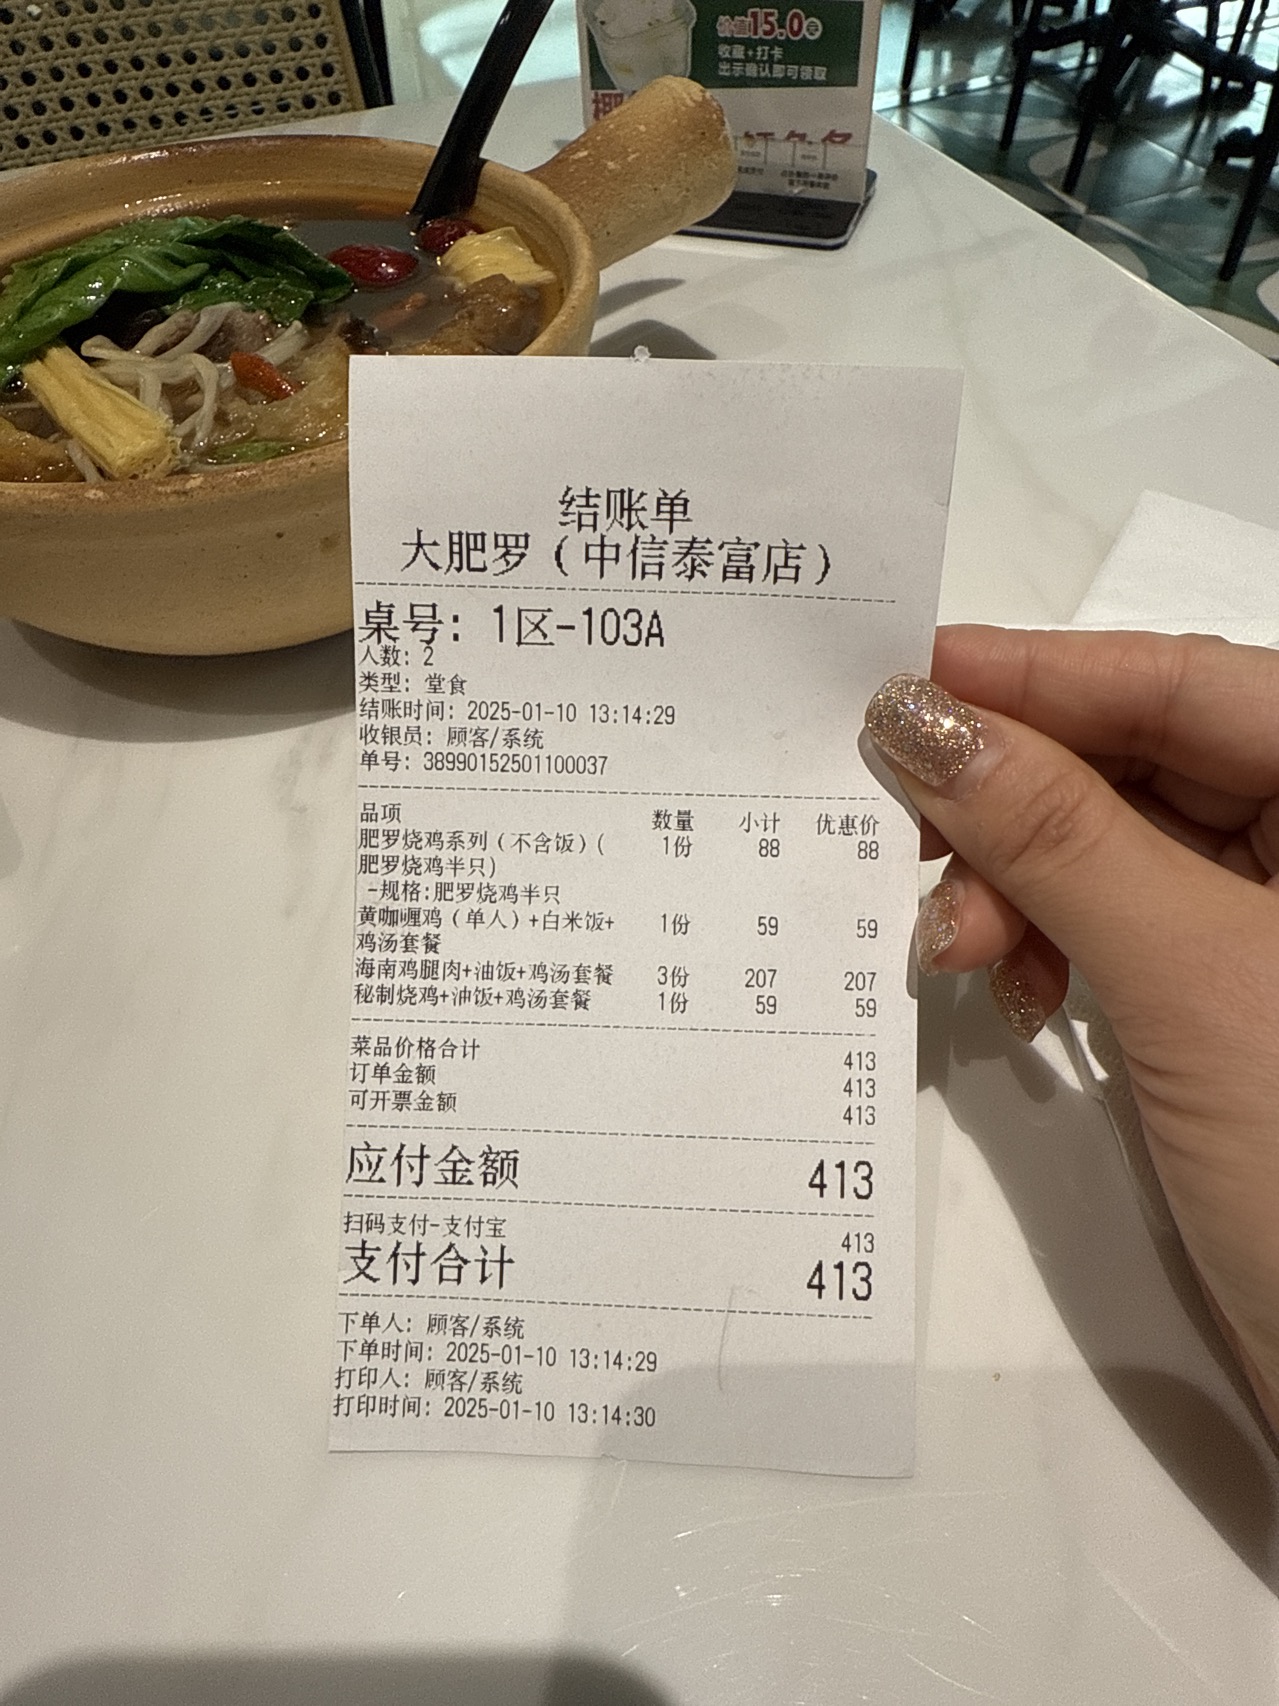 价值15.0元
收藏+打卡
出示确认即可领取
结账单
大肥罗（中信泰富店）
桌号: 1区-103A
人数: 2
类型: 堂食
结账时间: 2025-01-10 13:14:29
收银员: 顾客/系统
单号: 38990152501100037
品项 数量 小计 优惠价
肥罗烧鸡系列（不含饭）( 1份 88 88
肥罗烧鸡半只)
-规格:肥罗烧鸡半只
黄咖喱鸡（单人）+白米饭+ 1份 59 59
鸡汤套餐
海南鸡腿肉+油饭+鸡汤套餐 3份 207 207
秘制烧鸡+油饭+鸡汤套餐 1份 59 59
菜品价格合计 413
订单金额 413
可开票金额 413
应付金额 413
扫码支付-支付宝 413
支付合计 413
下单人: 顾客/系统
下单时间: 2025-01-10 13:14:29
打印人: 顾客/系统
打印时间: 2025-01-10 13:14:30